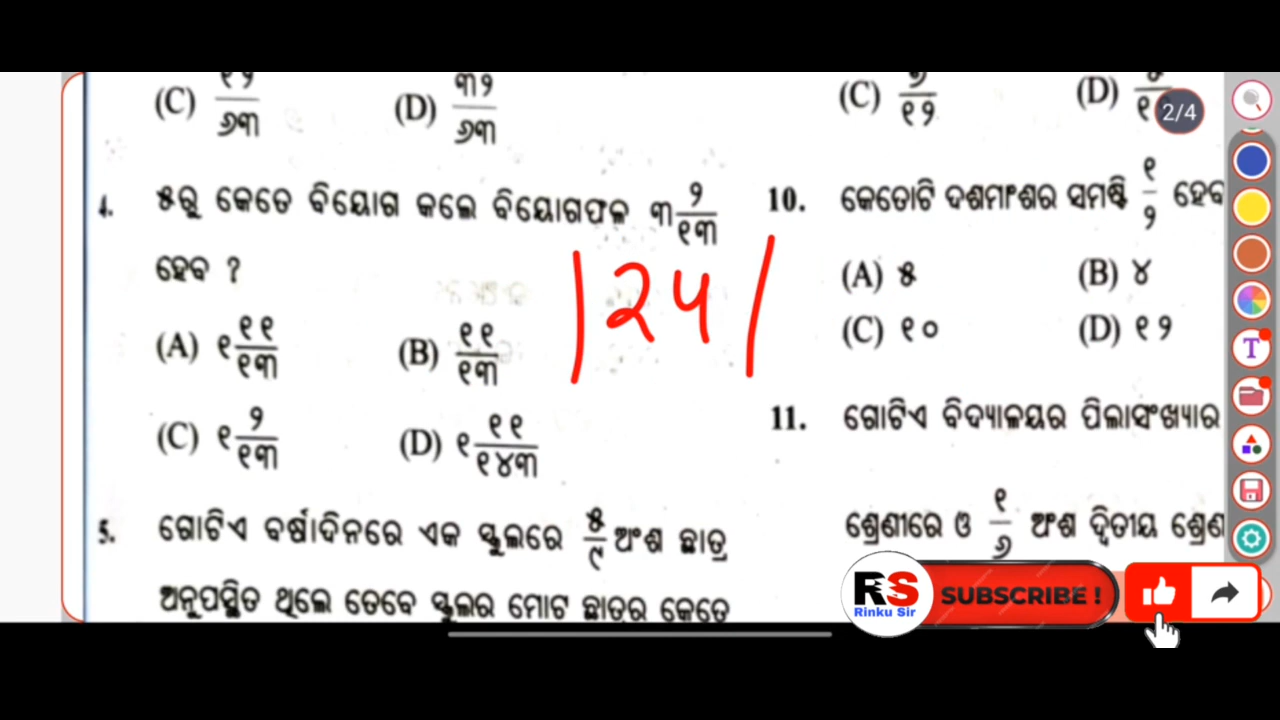 (C) ୧୨/୬୩ (D) ୩୨/୬୩
4. ୫ରୁ କେତେ ବିୟୋଗ କଲେ ବିୟୋଗଫଳ ୩ ୨/୧୩
ହେବ ?
(A) ୧ ୧୧/୧୩ (B) ୧୧/୧୩
(C) ୧ ୨/୧୩ (D) ୧ ୧୧/୧୪୩
|24|
5. ଗୋଟିଏ ବର୍ଷାଦିନରେ ଏକ ସ୍କୁଲରେ ୫/୯ ଅଂଶ ଛାତ୍ର
ଅନୁପସ୍ଥିତ ଥିଲେ ତେବେ ସ୍କୁଲର ମୋଟ ଛାତ୍ରର କେତେ
(C) /୧୨ (D)
2/4
10. କେତୋଟି ଦଶମାଂଶର ସମଷ୍ଟି ୧/୨ ହେବ
(A) ୫ (B) ୪
(C) ୧୦ (D) ୧୨
11. ଗୋଟିଏ ବିଦ୍ୟାଳୟର ପିଲାସଂଖ୍ୟାର
ଶ୍ରେଣୀରେ ଓ ୧/୬ ଅଂଶ ଦ୍ୱିତୀୟ ଶ୍ରେଣ
RS
Rinku Sir
SUBSCRIBE !
T